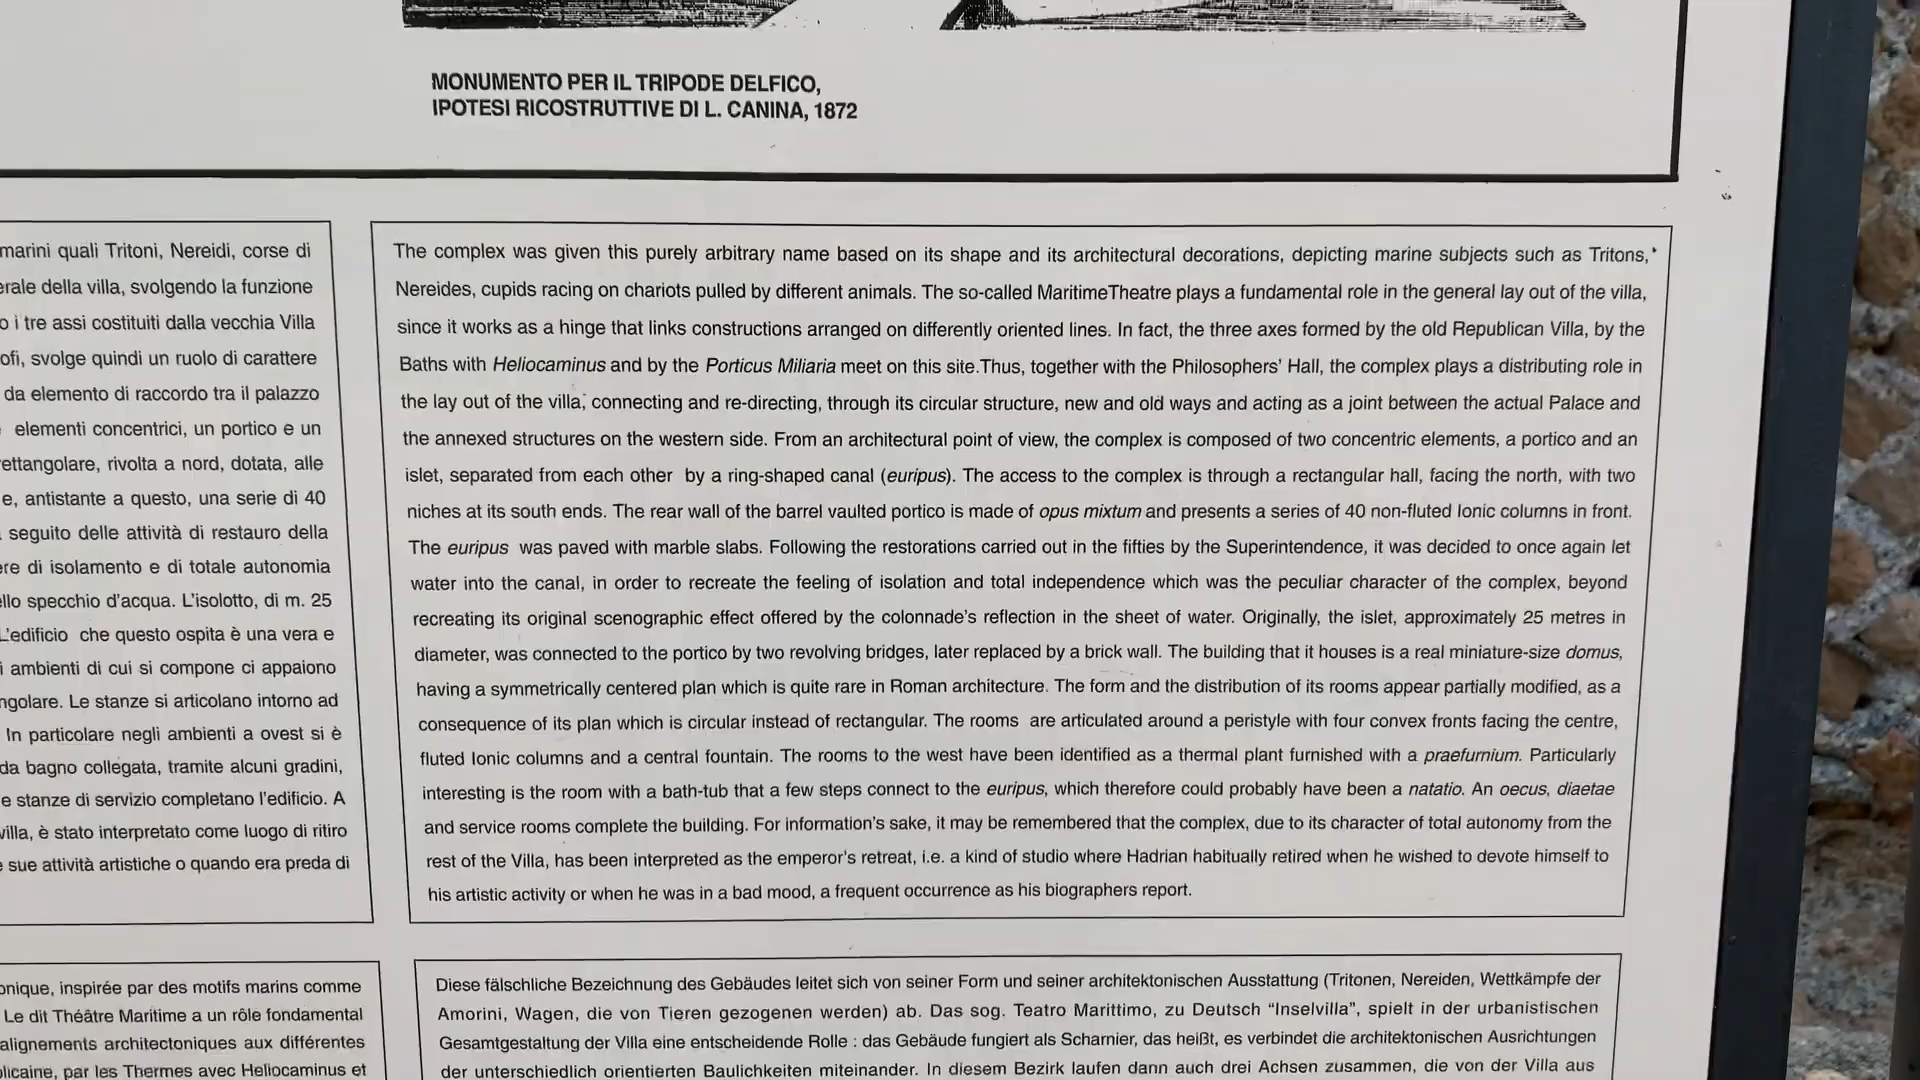 MONUMENTO PER IL TRIPODE DELFICO,
IPOTESI RICOSTRUTTIVE DI L. CANINA, 1872
marini quali Tritoni, Nereidi, corse di
erale della villa, svolgendo la funzione
o i tre assi costituiti dalla vecchia Villa
ofi, svolge quindi un ruolo di carattere
da elemento di raccordo tra il palazzo
elementi concentrici, un portico e un
ettangolare, rivolta a nord, dotata, alle
e, antistante a questo, una serie di 40
seguito delle attività di restauro della
ere di isolamento e di totale autonomia
llo specchio d'acqua. L'isolotto, di m. 25
L'edificio che questo ospita è una vera e
i ambienti di cui si compone ci appaiono
ngolare. Le stanze si articolano intorno ad
In particolare negli ambienti a ovest si è
da bagno collegata, tramite alcuni gradini,
e stanze di servizio completano l'edificio. A
villa, è stato interpretato come luogo di ritiro
e sue attività artistiche o quando era preda di
The complex was given this purely arbitrary name based on its shape and its architectural decorations, depicting marine subjects such as Tritons,
Nereides, cupids racing on chariots pulled by different animals. The so-called MaritimeTheatre plays a fundamental role in the general lay out of the villa,
since it works as a hinge that links constructions arranged on differently oriented lines. In fact, the three axes formed by the old Republican Villa, by the
Baths with Heliocaminus and by the Porticus Miliaria meet on this site.Thus, together with the Philosophers' Hall, the complex plays a distributing role in
the lay out of the villa, connecting and re-directing, through its circular structure, new and old ways and acting as a joint between the actual Palace and
the annexed structures on the western side. From an architectural point of view, the complex is composed of two concentric elements, a portico and an
islet, separated from each other by a ring-shaped canal (euripus). The access to the complex is through a rectangular hall, facing the north, with two
niches at its south ends. The rear wall of the barrel vaulted portico is made of opus mixtum and presents a series of 40 non-fluted Ionic columns in front.
The euripus was paved with marble slabs. Following the restorations carried out in the fifties by the Superintendence, it was decided to once again let
water into the canal, in order to recreate the feeling of isolation and total independence which was the peculiar character of the complex, beyond
recreating its original scenographic effect offered by the colonnade's reflection in the sheet of water. Originally, the islet, approximately 25 metres in
diameter, was connected to the portico by two revolving bridges, later replaced by a brick wall. The building that it houses is a real miniature-size domus,
having a symmetrically centered plan which is quite rare in Roman architecture. The form and the distribution of its rooms appear partially modified, as a
consequence of its plan which is circular instead of rectangular. The rooms are articulated around a peristyle with four convex fronts facing the centre,
fluted Ionic columns and a central fountain. The rooms to the west have been identified as a thermal plant furnished with a praefurnium. Particularly
interesting is the room with a bath-tub that a few steps connect to the euripus, which therefore could probably have been a natatio. An oecus, diaetae
and service rooms complete the building. For information's sake, it may be remembered that the complex, due to its character of total autonomy from the
rest of the Villa, has been interpreted as the emperor's retreat, i.e. a kind of studio where Hadrian habitually retired when he wished to devote himself to
his artistic activity or when he was in a bad mood, a frequent occurrence as his biographers report.
onique, inspirée par des motifs marins comme
Le dit Théâtre Maritime a un rôle fondamental
alignements architectoniques aux différentes
licaine, par les Thermes avec Heliocaminus et
Diese fälschliche Bezeichnung des Gebäudes leitet sich von seiner Form und seiner architektonischen Ausstattung (Tritonen, Nereiden, Wettkämpfe der
Amorini, Wagen, die von Tieren gezogenen werden) ab. Das sog. Teatro Marittimo, zu Deutsch "Inselvilla", spielt in der urbanistischen
Gesamtgestaltung der Villa eine entscheidende Rolle : das Gebäude fungiert als Scharnier, das heißt, es verbindet die architektonischen Ausrichtungen
der unterschiedlich orientierten Baulichkeiten miteinander. In diesem Bezirk laufen dann auch drei Achsen zusammen, die von der Villa aus